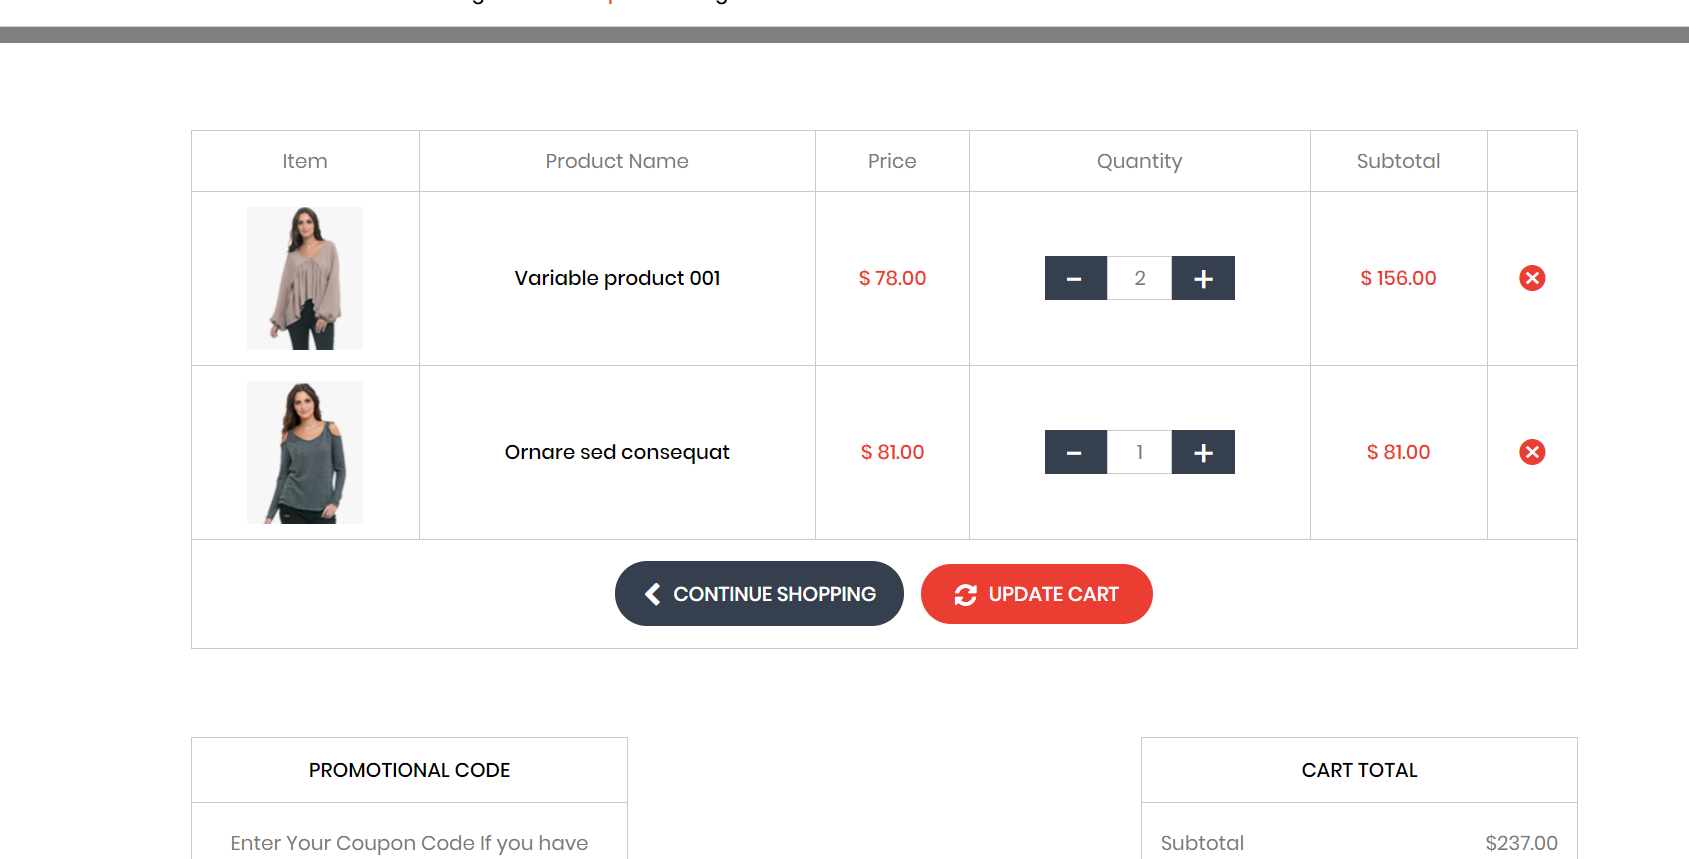 Item Product Name Price Quantity Subtotal
Variable product 001 $ 78.00 - 2 + $ 156.00
Ornare sed consequat $ 81.00 - 1 + $ 81.00
CONTINUE SHOPPING UPDATE CART
PROMOTIONAL CODE CART TOTAL
Enter Your Coupon Code If you have Subtotal $237.00